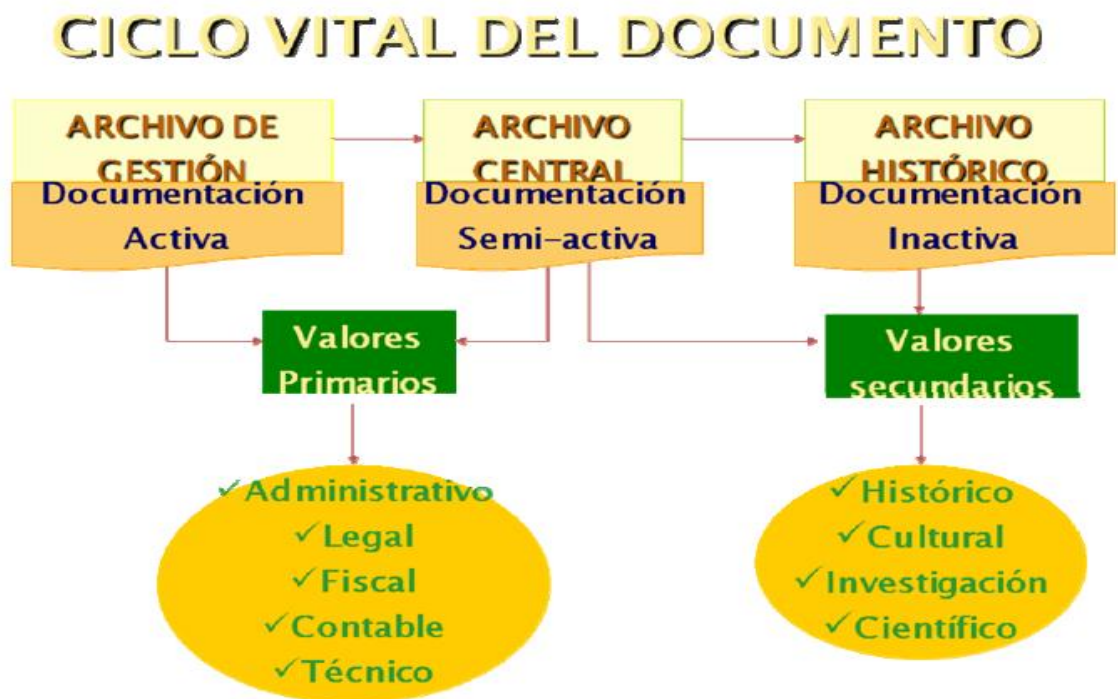 CICLO VITAL DEL DOCUMENTO
ARCHIVO DE
GESTIÓN
Documentación
Activa
ARCHIVO
CENTRAL
Documentación
Semi-activa
ARCHIVO
HISTÓRICO
Documentación
Inactiva
Valores
Primarios
Valores
secundarios
✓Administrativo
✓Legal
✓Fiscal
✓Contable
✓Técnico
✓Histórico
✓Cultural
✓Investigación
✓Científico